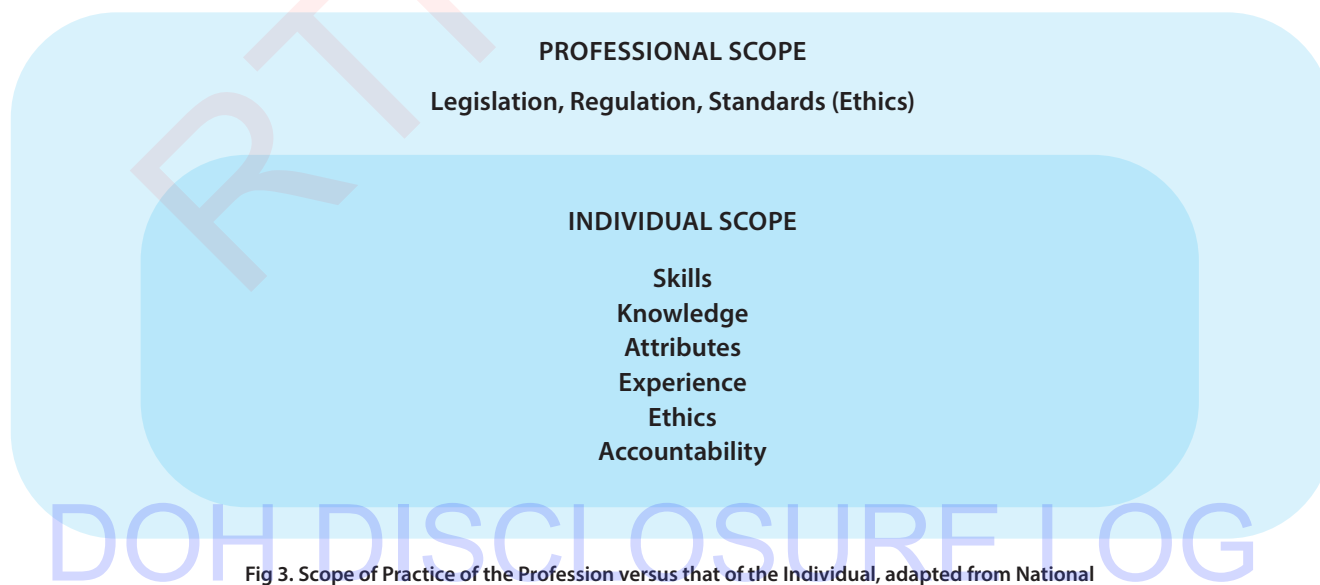 PROFESSIONAL SCOPE
Legislation, Regulation, Standards (Ethics)
RTI
INDIVIDUAL SCOPE
Skills
Knowledge
Attributes
Experience
Ethics
Accountability
DOH DISCLOSURE LOG
Fig 3. Scope of Practice of the Profession versus that of the Individual, adapted from National